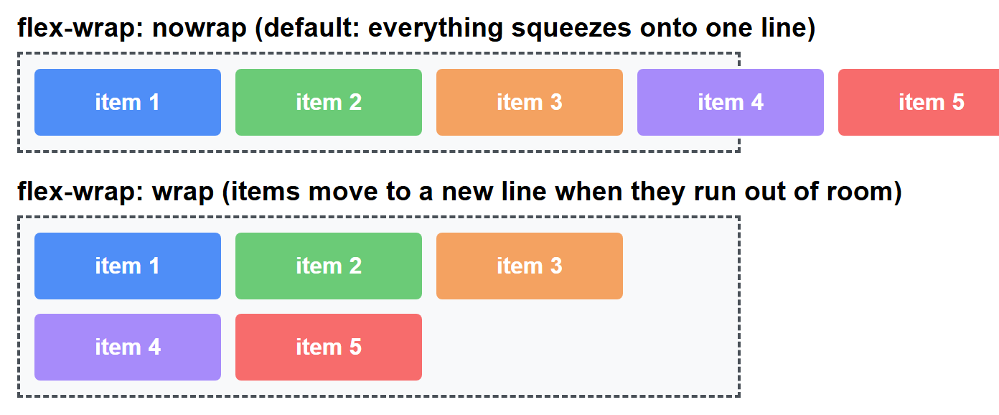 flex-wrap: nowrap (default: everything squeezes onto one line)
item 1 item 2 item 3 item 4 item 5
flex-wrap: wrap (items move to a new line when they run out of room)
item 1 item 2 item 3
item 4 item 5